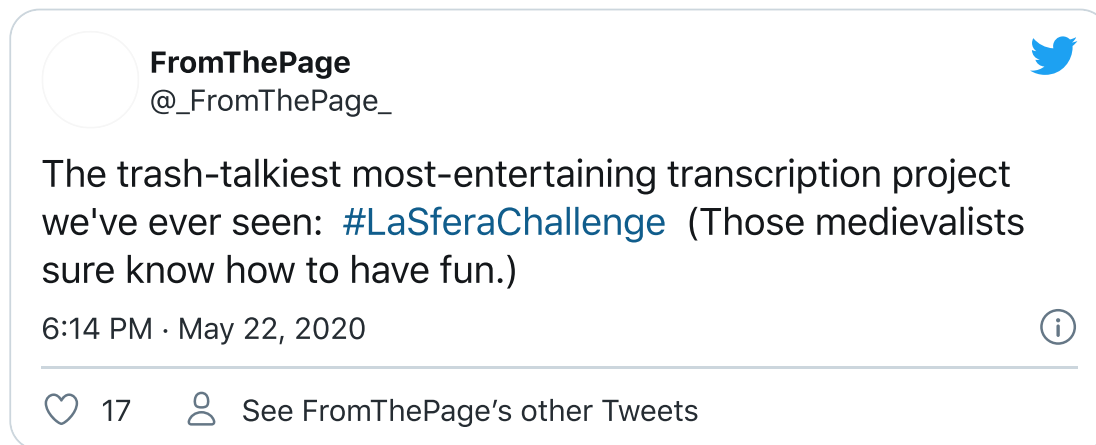 FromThePage
@_FromThePage_
The trash-talkiest most-entertaining transcription project
we've ever seen: #LaSferaChallenge (Those medievalists
sure know how to have fun.)
6:14 PM · May 22, 2020
17 See FromThePage’s other Tweets